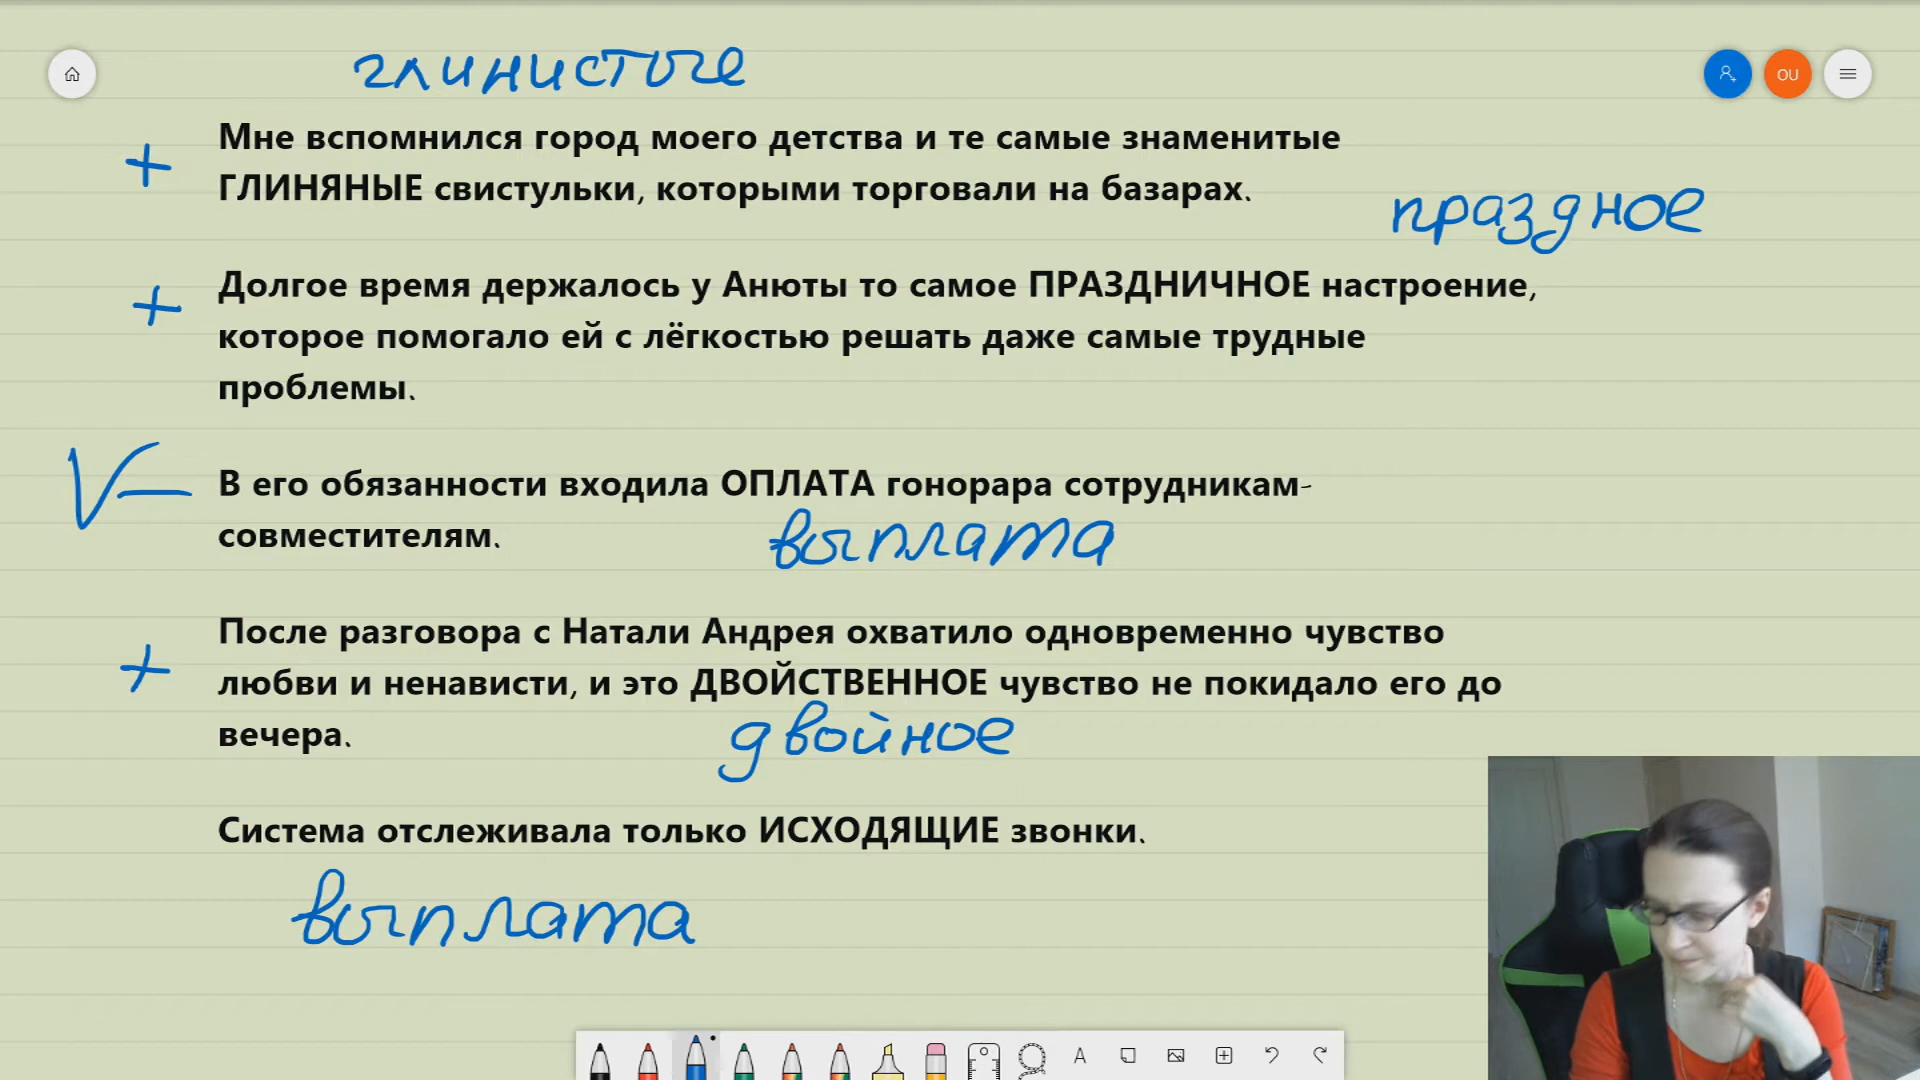 глинистые
OU
Мне вспомнился город моего детства и те самые знаменитые
ГЛИНЯНЫЕ свистульки, которыми торговали на базарах.
праздное
Долгое время держалось у Анюты то самое ПРАЗДНИЧНОЕ настроение,
которое помогало ей с лёгкостью решать даже самые трудные
проблемы.
В его обязанности входила ОПЛАТА гонорара сотрудникам-
совместителям.
выплата
После разговора с Натали Андрея охватило одновременно чувство
любви и ненависти, и это ДВОЙСТВЕННОЕ чувство не покидало его до
вечера.
двойное
Система отслеживала только ИСХОДЯЩИЕ звонки.
выплата